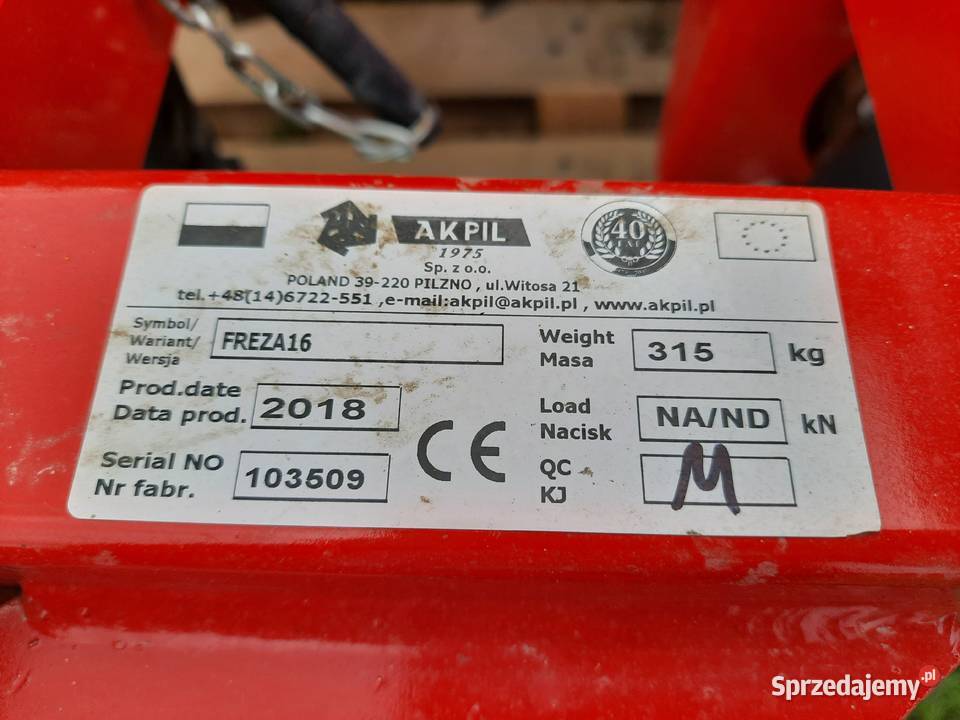 AKPIL
1975
40
LAT
Sp. z o.o.
POLAND 39-220 PILZNO , ul.Witosa 21
tel.+48(14)6722-551 ,e-mail:akpil@akpil.pl , www.akpil.pl
Symbol/
Wariant/
Wersja
FREZA16
Weight
Masa
315
kg
Prod.date
Data prod.
2018
Load
Nacisk
NA/ND
kN
Serial NO
Nr fabr.
103509
CE
QC
KJ
M
Sprzedajemy.pl